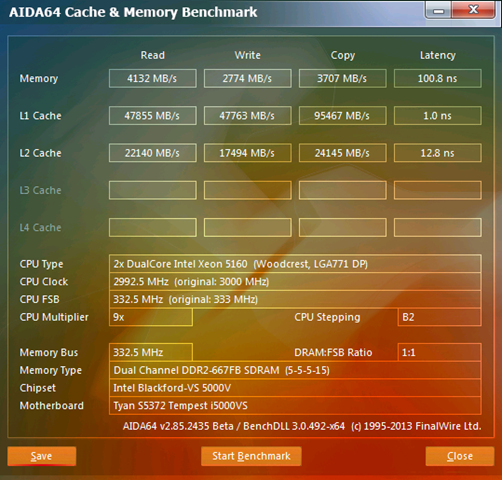 AIDA64 Cache & Memory Benchmark
Read Write Copy Latency
Memory 4132 MB/s 2774 MB/s 3707 MB/s 100.8 ns
L1 Cache 47855 MB/s 47763 MB/s 95467 MB/s 1.0 ns
L2 Cache 22140 MB/s 17494 MB/s 24145 MB/s 12.8 ns
L3 Cache
L4 Cache
CPU Type 2x DualCore Intel Xeon 5160 (Woodcrest, LGA771 DP)
CPU Clock 2992.5 MHz (original: 3000 MHz)
CPU FSB 332.5 MHz (original: 333 MHz)
CPU Multiplier 9x CPU Stepping B2
Memory Bus 332.5 MHz DRAM:FSB Ratio 1:1
Memory Type Dual Channel DDR2-667FB SDRAM (5-5-5-15)
Chipset Intel Blackford-VS 5000V
Motherboard Tyan S5372 Tempest i5000VS
AIDA64 v2.85.2435 Beta / BenchDLL 3.0.492-x64 (c) 1995-2013 FinalWire Ltd.
Save Start Benchmark Close